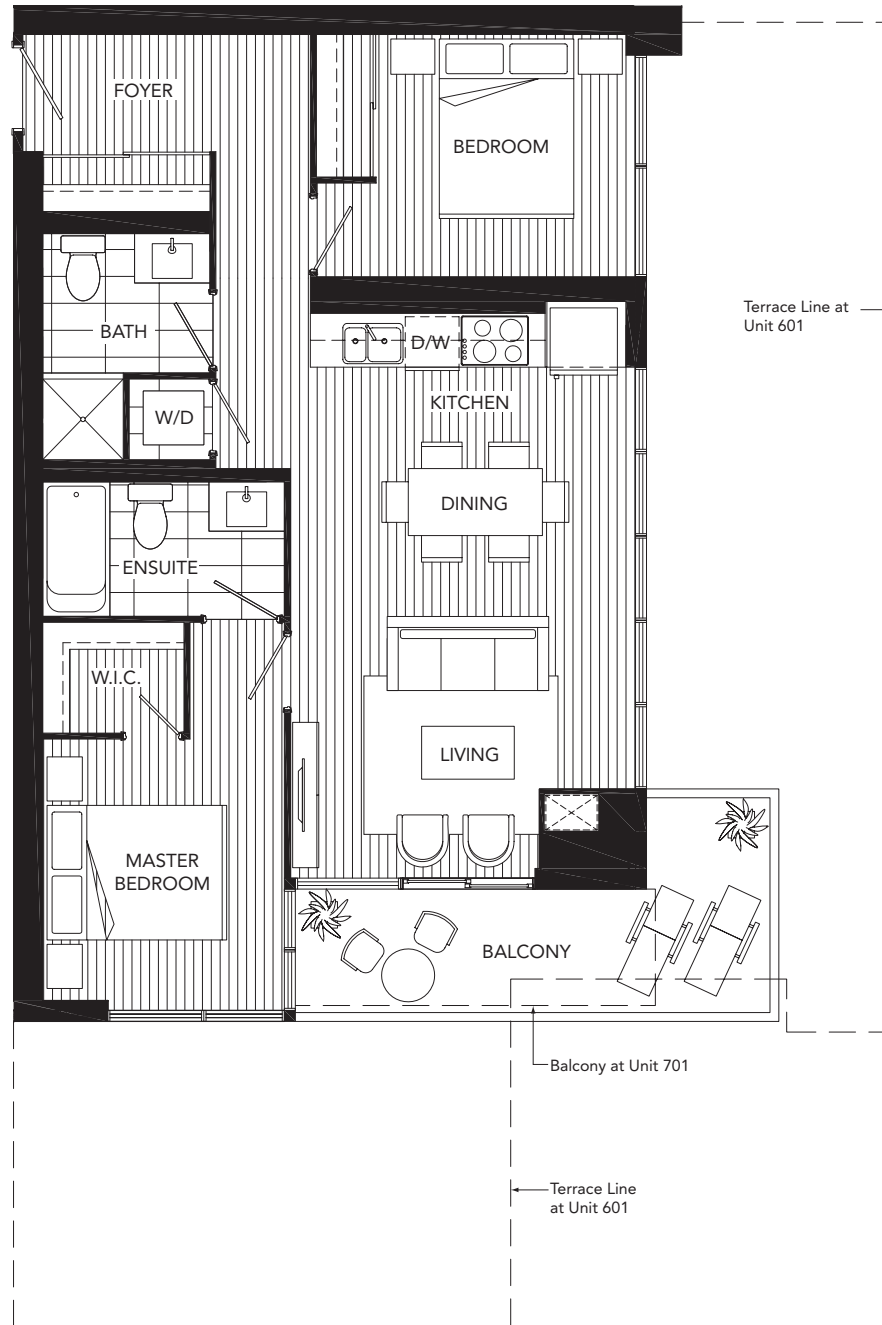 FOYER
BEDROOM
Terrace Line at
Unit 601
BATH
D/W
KITCHEN
W/D
DINING
ENSUITE
W.I.C.
LIVING
MASTER
BEDROOM
BALCONY
Balcony at Unit 701
Terrace Line
at Unit 601